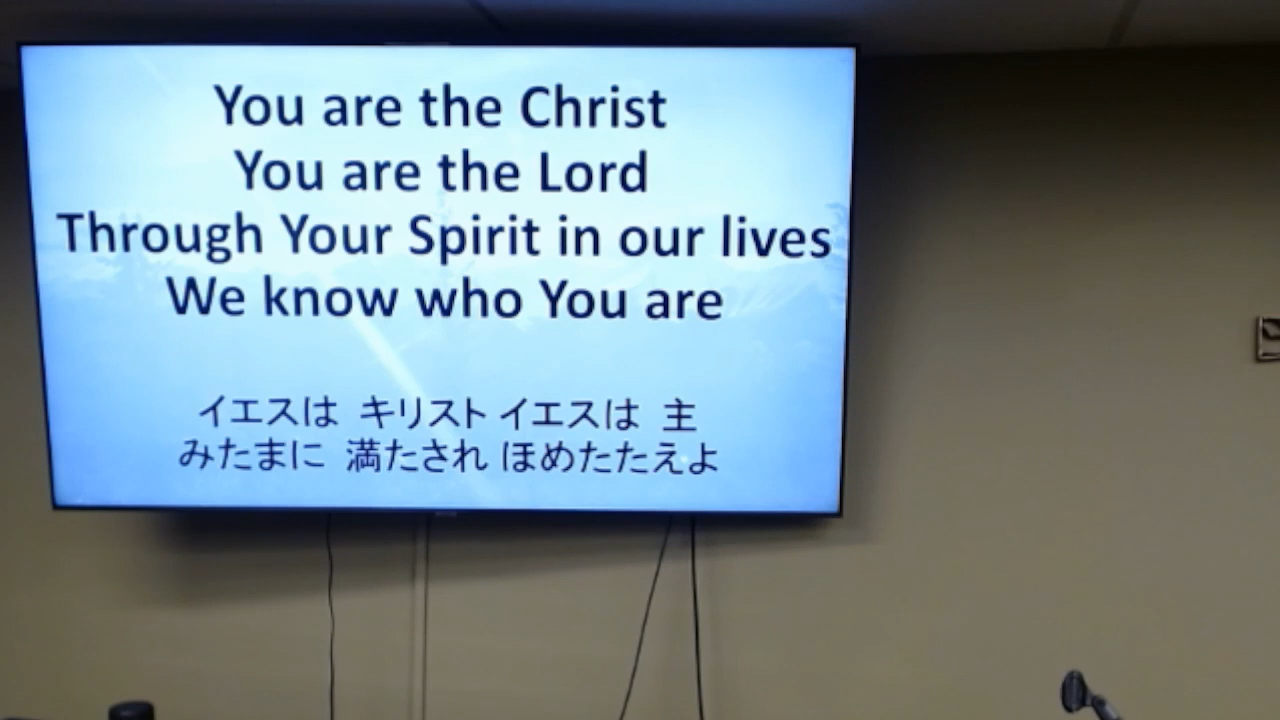 You are the Christ
You are the Lord
Through Your Spirit in our lives
We know who You are
イエスは キリスト イエスは 主
みたまに 満たされ ほめたたえよ